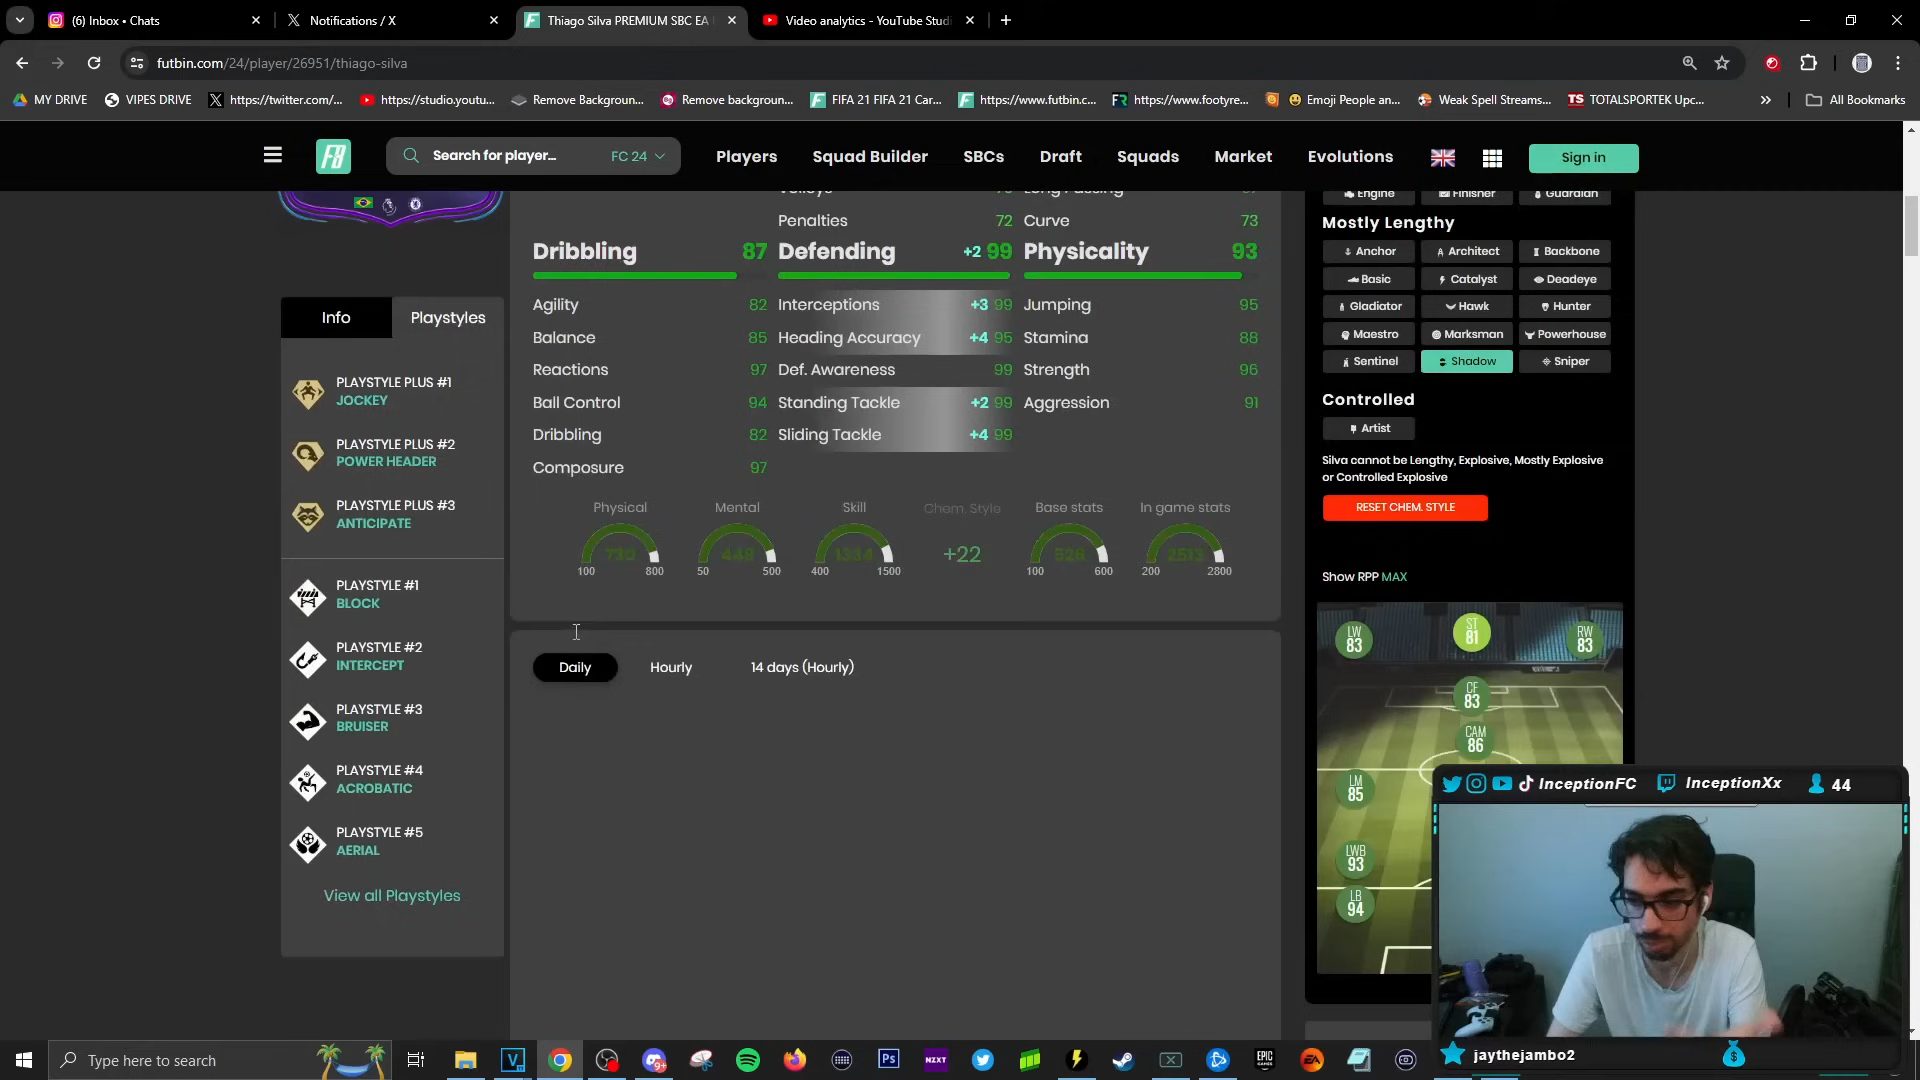 (6) Inbox • Chats
Notifications / X
Thiago Silva PREMIUM SBC EA
Video analytics - YouTube Studi
futbin.com/24/player/26951/thiago-silva
MY DRIVE
VIPES DRIVE
https://twitter.com/...
https://studio.youtu...
Remove Backgroun...
Remove backgroun...
FIFA 21 FIFA 21 Car...
https://www.futbin.c...
https://www.footyre...
Emoji People an...
Weak Spell Streams...
TOTALSPORTEK Upc...
All Bookmarks
Search for player...
FC 24
Players
Squad Builder
SBCs
Draft
Squads
Market
Evolutions
Sign in
Penalties 72
Curve 73
Dribbling 87
Agility 82
Balance 85
Reactions 97
Ball Control 94
Dribbling 82
Composure 97
Defending +2 99
Interceptions +3 99
Heading Accuracy +4 95
Def. Awareness 99
Standing Tackle +2 99
Sliding Tackle +4 99
Physicality 93
Jumping 95
Stamina 88
Strength 96
Aggression 91
Physical
730
100 800
Mental
448
50 500
Skill
1334
400 1500
Chem. Style
+22
Base stats
526
100 600
In game stats
2513
200 2800
Daily
Hourly
14 days (Hourly)
Info
Playstyles
PLAYSTYLE PLUS #1
JOCKEY
PLAYSTYLE PLUS #2
POWER HEADER
PLAYSTYLE PLUS #3
ANTICIPATE
PLAYSTYLE #1
BLOCK
PLAYSTYLE #2
INTERCEPT
PLAYSTYLE #3
BRUISER
PLAYSTYLE #4
ACROBATIC
PLAYSTYLE #5
AERIAL
View all Playstyles
Engine
Finisher
Guardian
Mostly Lengthy
Anchor
Architect
Backbone
Basic
Catalyst
Deadeye
Gladiator
Hawk
Hunter
Maestro
Marksman
Powerhouse
Sentinel
Shadow
Sniper
Controlled
Artist
Silva cannot be Lengthy, Explosive, Mostly Explosive
or Controlled Explosive
RESET CHEM. STYLE
Show RPP MAX
LW
83
ST
81
RW
83
CF
83
CAM
86
LM
85
LWB
93
LB
94
InceptionFC
InceptionXx
44
jaythejambo2
Type here to search